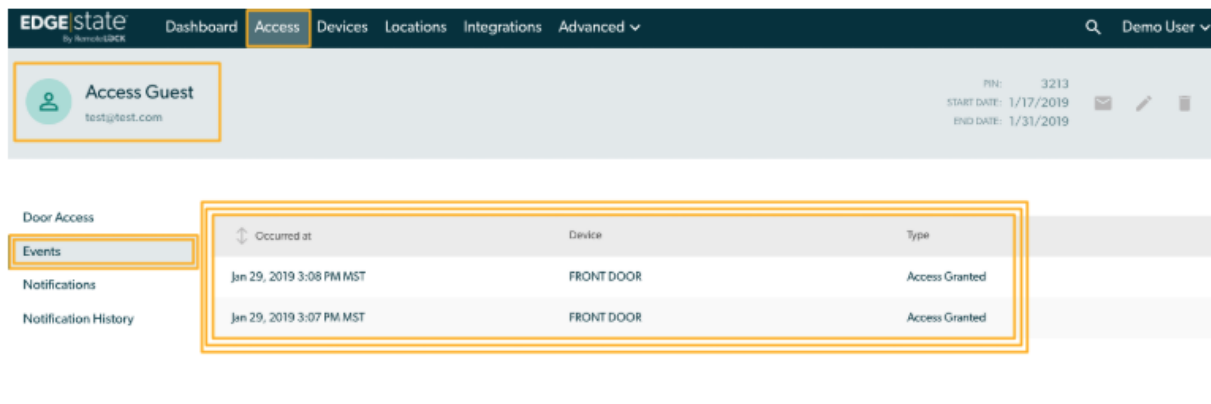 EDGE|state Dashboard Access Devices Locations Integrations Advanced Demo User
By RemoteLOCK
Access Guest
test@test.com
PIN: 3213
START DATE: 1/17/2019
END DATE: 1/31/2019
Door Access
Events
Notifications
Notification History
Occurred at Device Type
Jan 29, 2019 3:08 PM MST FRONT DOOR Access Granted
Jan 29, 2019 3:07 PM MST FRONT DOOR Access Granted